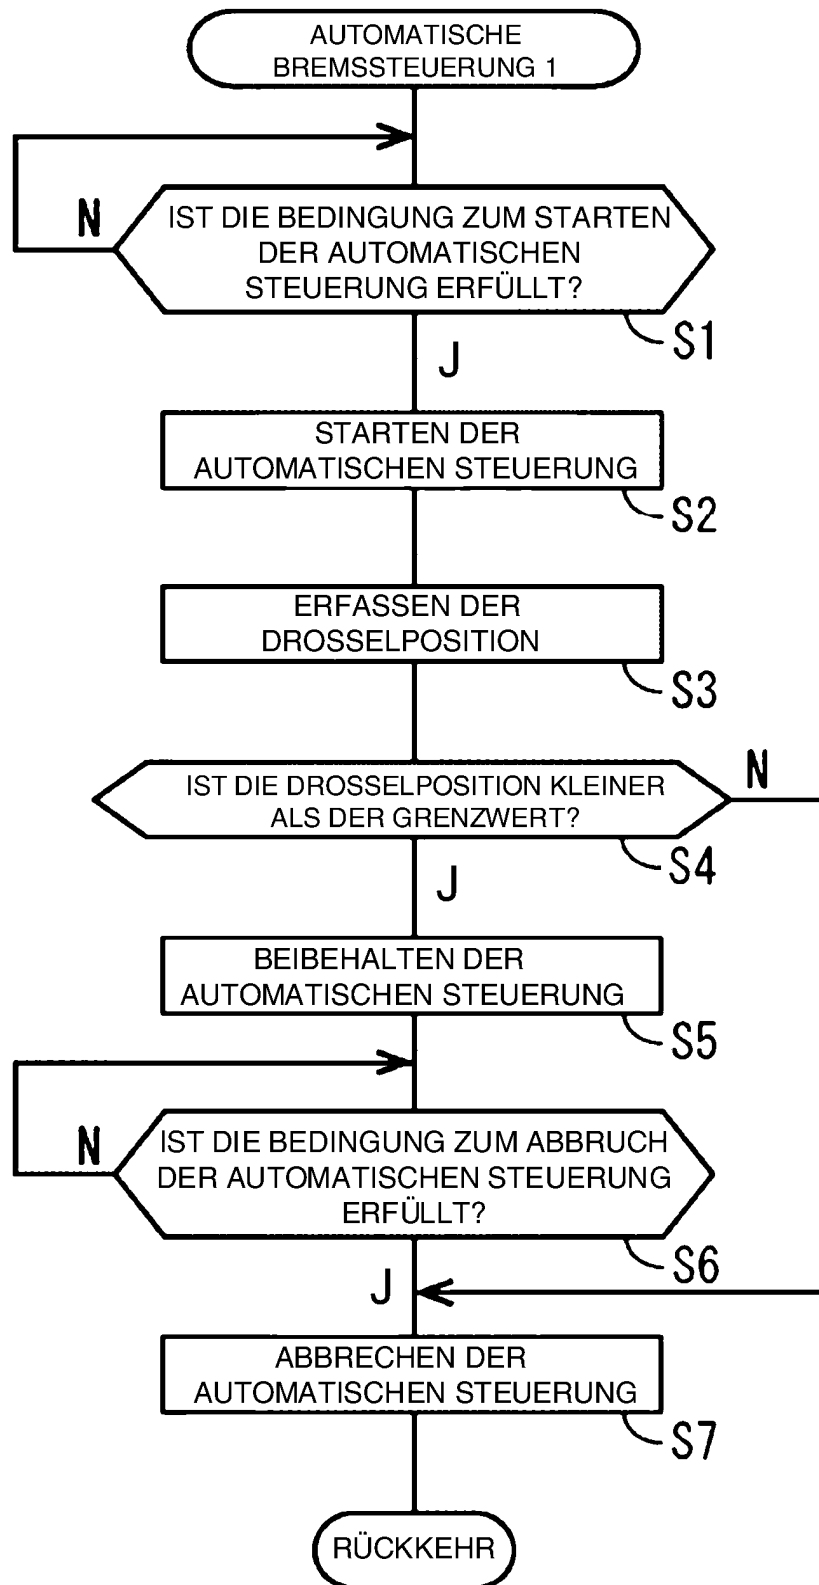 AUTOMATISCHE
BREMSSTEUERUNG 1
N
IST DIE BEDINGUNG ZUM STARTEN
DER AUTOMATISCHEN
STEUERUNG ERFÜLLT?
S1
J
STARTEN DER
AUTOMATISCHEN STEUERUNG
S2
ERFASSEN DER
DROSSELPOSITION
S3
IST DIE DROSSELPOSITION KLEINER
ALS DER GRENZWERT?
N
S4
J
BEIBEHALTEN DER
AUTOMATISCHEN STEUERUNG
S5
N
IST DIE BEDINGUNG ZUM ABBRUCH
DER AUTOMATISCHEN STEUERUNG
ERFÜLLT?
S6
J
ABBRECHEN DER
AUTOMATISCHEN STEUERUNG
S7
RÜCKKEHR